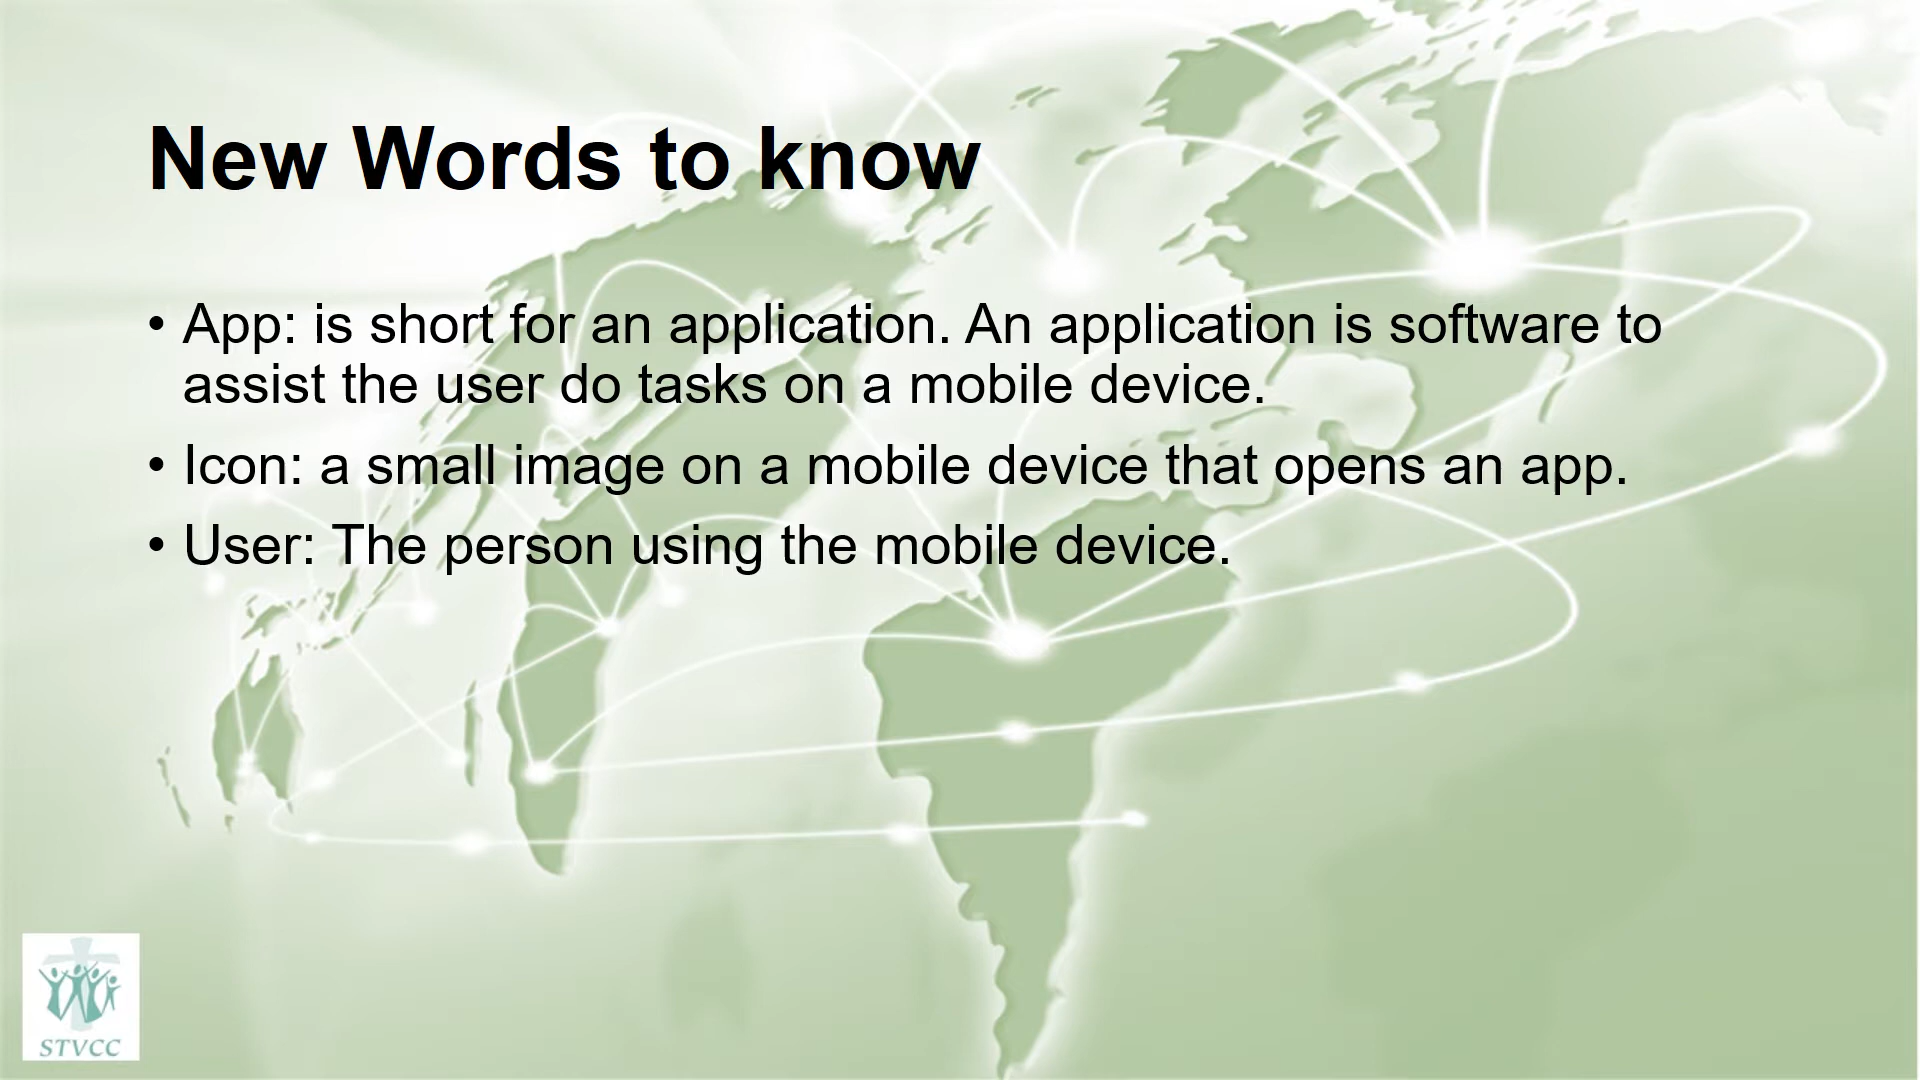 New Words to know
• App: is short for an application. An application is software to
assist the user do tasks on a mobile device.
• Icon: a small image on a mobile device that opens an app.
• User: The person using the mobile device.
STVCC